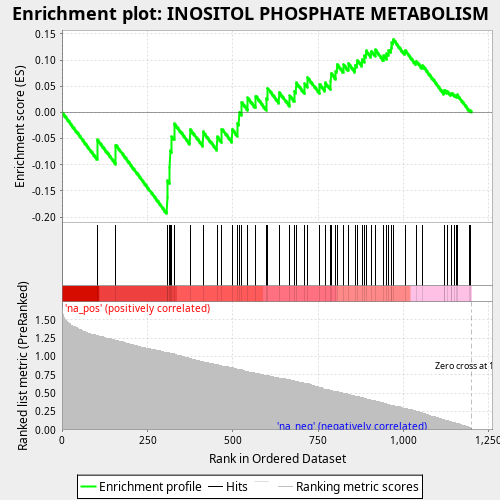 Enrichment plot: INOSITOL PHOSPHATE METABOLISM
Enrichment score (ES)
0.15
0.10
0.05
0.00
-0.05
-0.10
-0.15
-0.20
'na_pos' (positively correlated)
Ranked list metric (PreRanked)
1.50
1.25
1.00
0.75
0.50
0.25
0.00
Zero cross at 1
'na_neg' (negatively correlated)
0
250
500
750
1,000
1,250
Rank in Ordered Dataset
Enrichment profile
Hits
Ranking metric scores